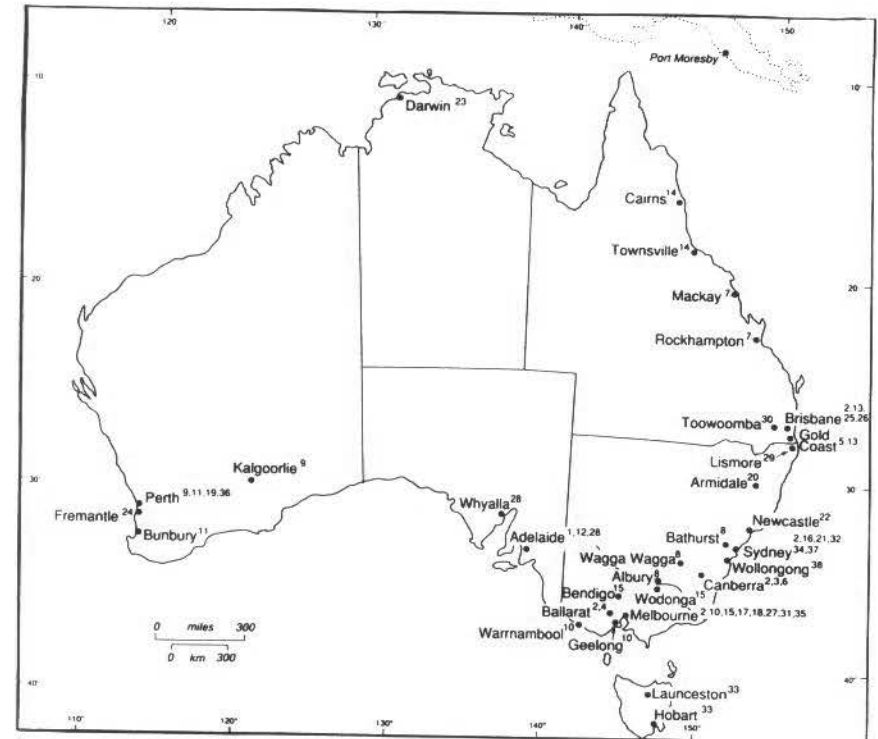 120° 130° 140° 150°
Port Moresby
10° 10°
Darwin 23
Cairns 14
Townsville 14
20° 20°
Mackay 7
Rockhampton 7
Toowoomba 30
Brisbane 2,13, 25,26
Gold Coast 5,13
Lismore 29
Kalgoorlie 9
30° 30°
Armidale 20
Perth 9,11,19,36
Fremantle 24
Bunbury 11
Whyalla 28
Newcastle 22
Adelaide 1,12,28
Bathurst 8
Sydney 2,16,21,32 34,37
Wagga Wagga 8
Wollongong 38
Albury 8
Canberra 2,3,6
Bendigo 15
Wodonga 15
Ballarat 2,4
Melbourne 2,10,15,17,18,27,31,35
Warrnambool 10
Geelong 10
0 miles 300
0 km 300
40° 40°
Launceston 33
Hobart 33
110° 120° 130° 140° 150°